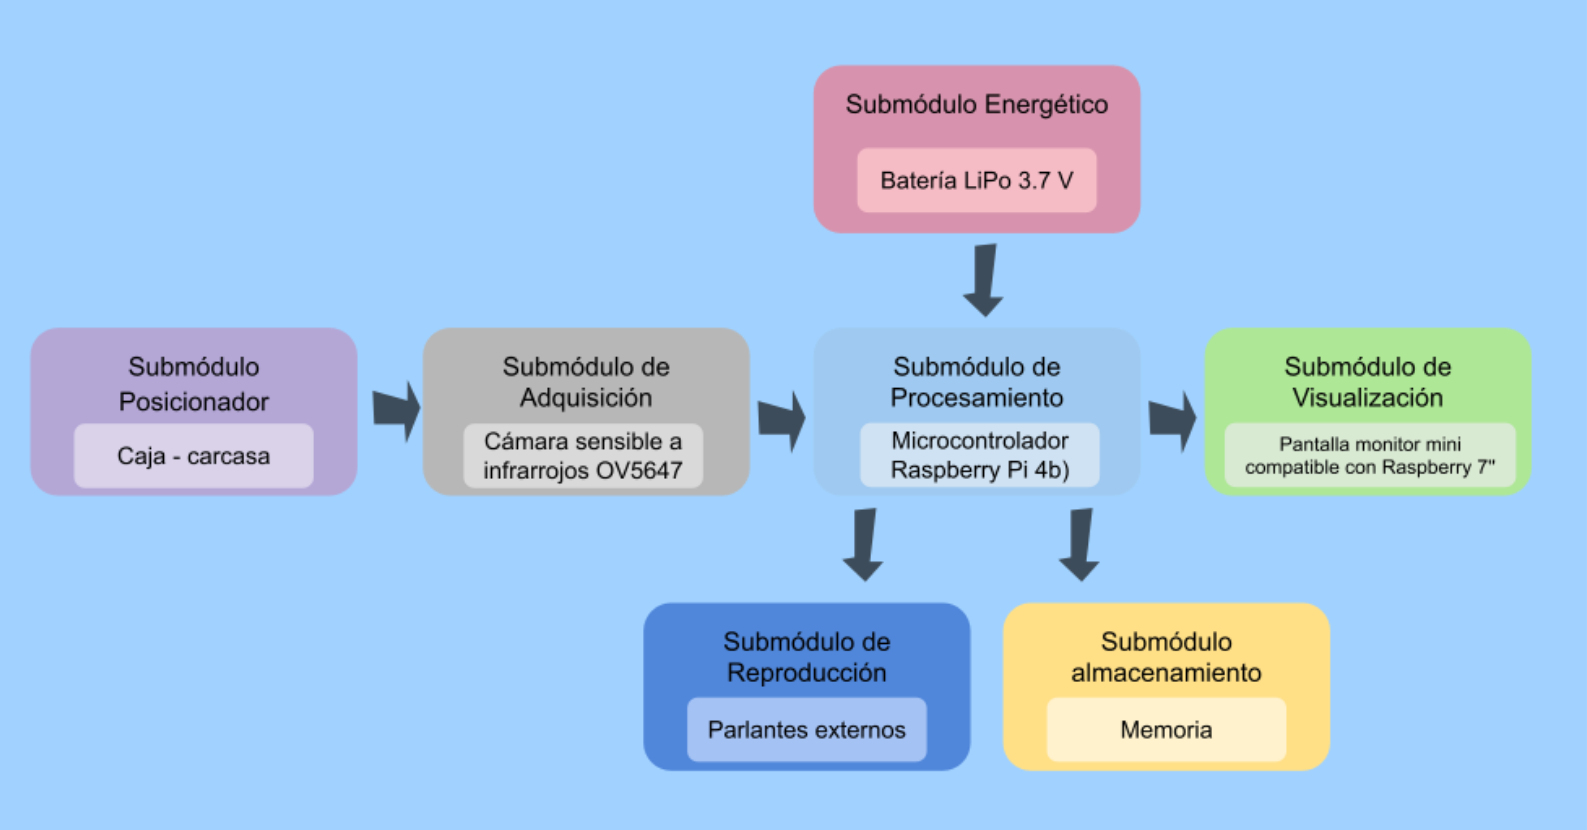 Submódulo Energético
Batería LiPo 3.7 V
Submódulo
Posicionador
Caja - carcasa
Submódulo de
Adquisición
Cámara sensible a
infrarrojos OV5647
Submódulo de
Procesamiento
Microcontrolador
Raspberry Pi 4b)
Submódulo de
Visualización
Pantalla monitor mini
compatible con Raspberry 7"
Submódulo de
Reproducción
Parlantes externos
Submódulo
almacenamiento
Memoria